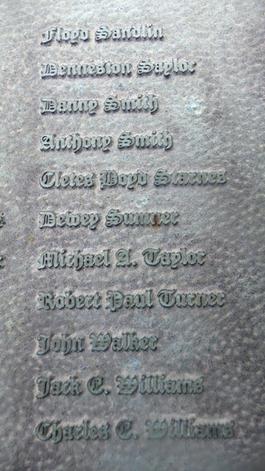 Floyd Sandlin
Denneston Saylor
Danny Smith
Anthony Smith
Cletes Boyd Starnes
Dewey Sumner
Michael A. Taylor
Robert Paul Turner
John Walker
Jack E. Williams
Charles E. Williams